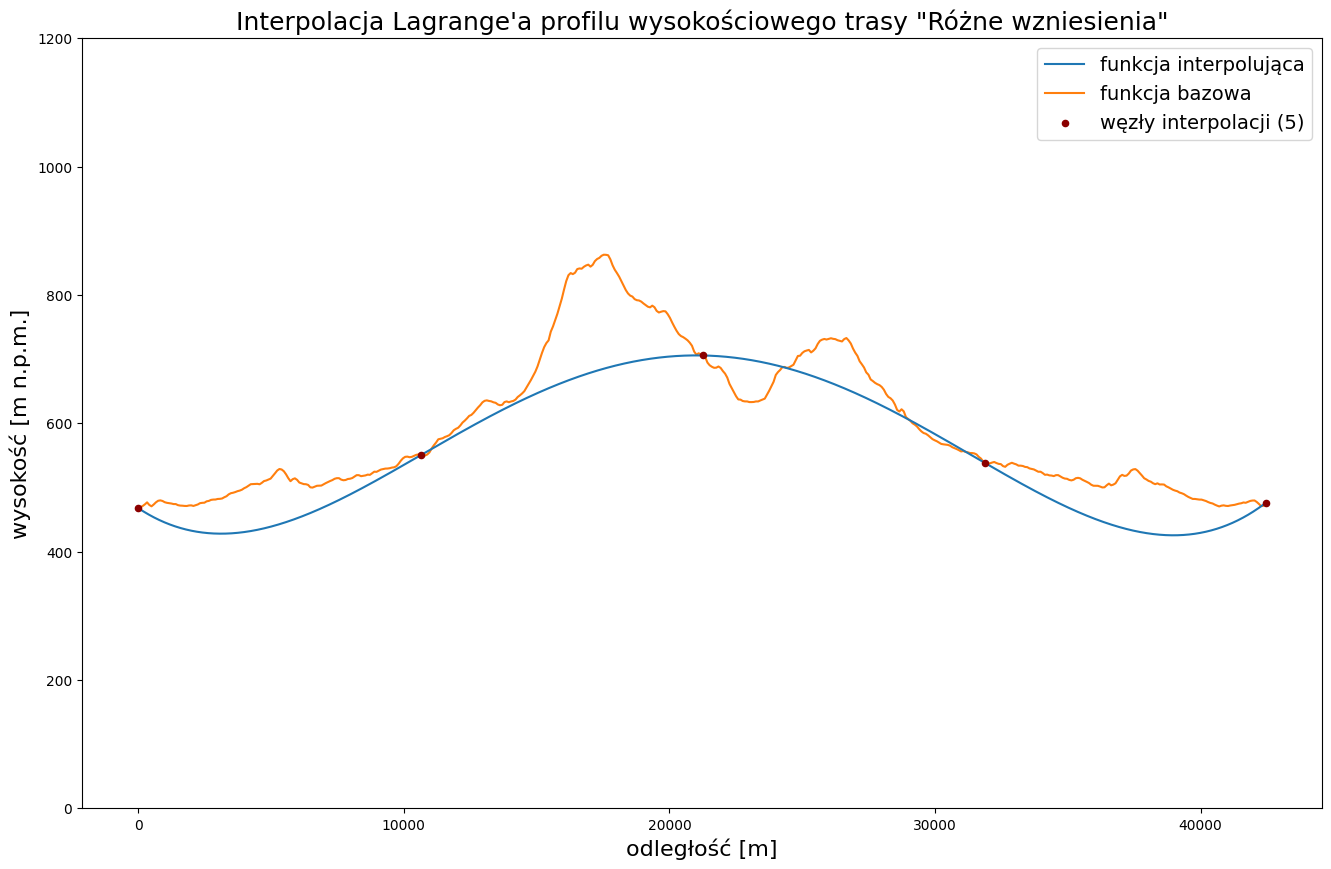 Interpolacja Lagrange'a profilu wysokościowego trasy "Różne wzniesienia"
1200
1000
800
600
400
200
0
wysokość [m n.p.m.]
funkcja interpolująca
funkcja bazowa
węzły interpolacji (5)
0
10000
20000
30000
40000
odległość [m]